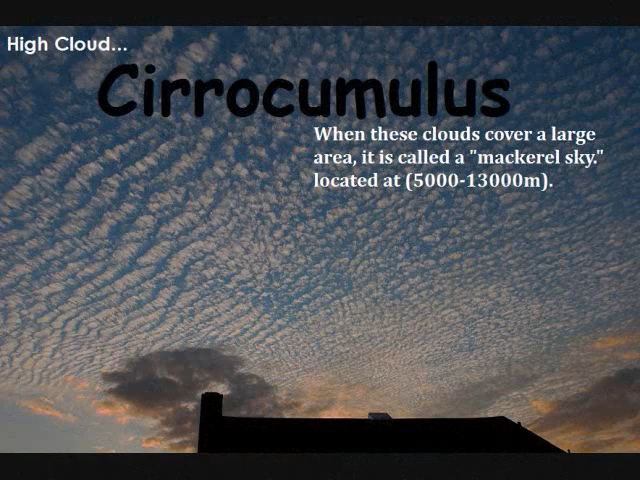 High Cloud...
Cirrocumulus
When these clouds cover a large
area, it is called a "mackerel sky."
located at (5000-13000m).